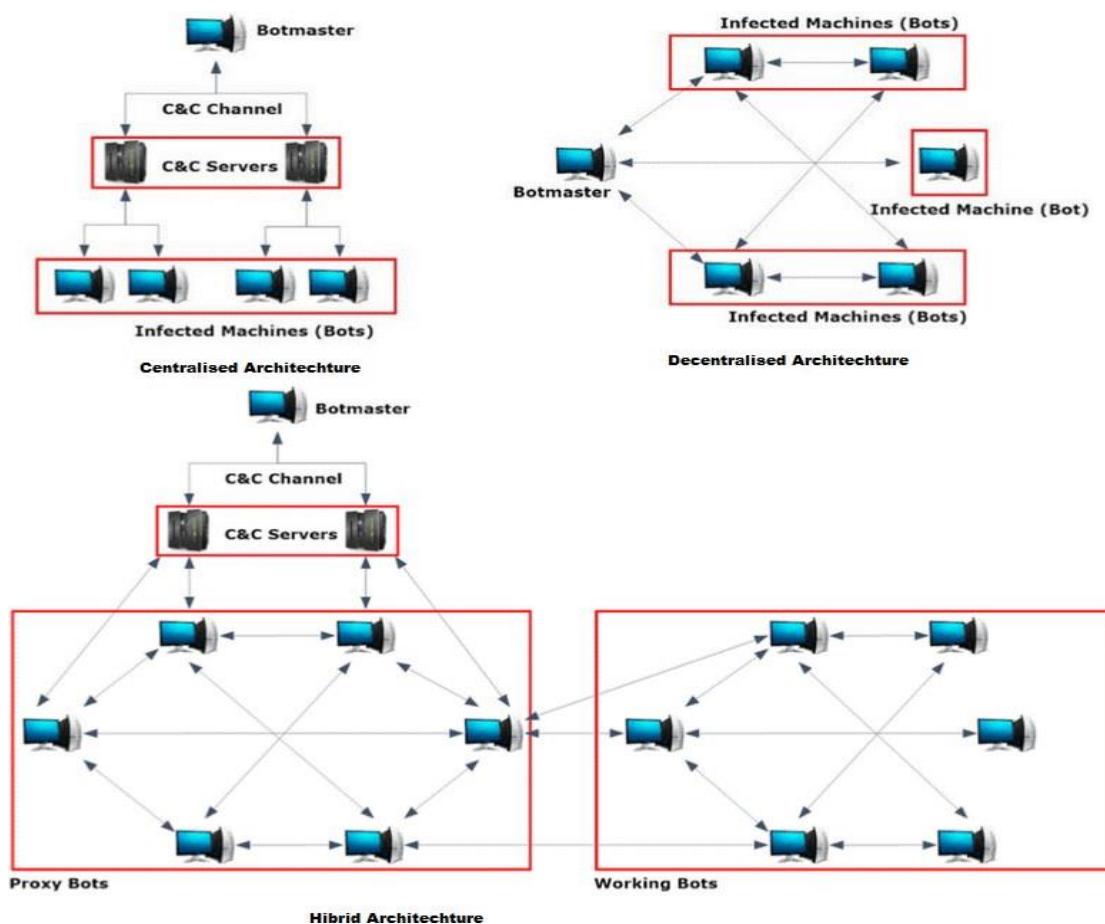 Botmaster
C&C Channel
C&C Servers
Infected Machines (Bots)
Centralised Architechture
Infected Machines (Bots)
Botmaster
Infected Machine (Bot)
Infected Machines (Bots)
Decentralised Architechture
Botmaster
C&C Channel
C&C Servers
Proxy Bots
Working Bots
Hibrid Architechture